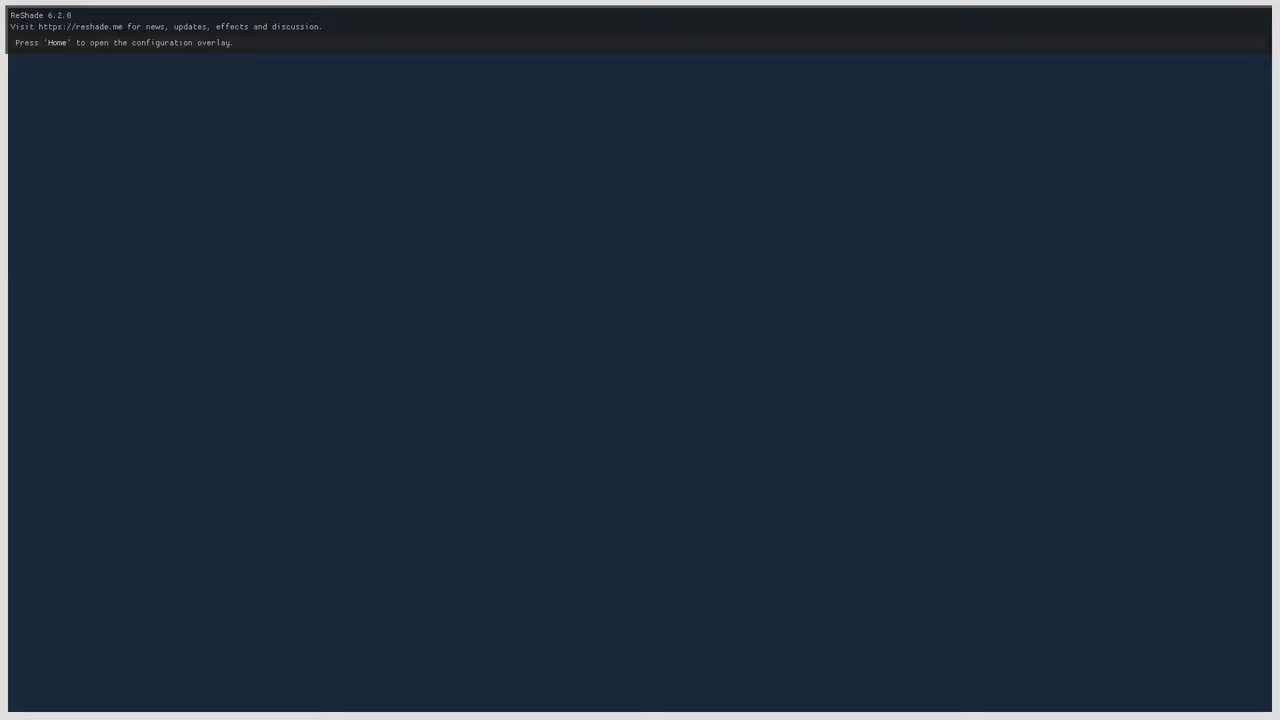 ReShade 6.2.0
Visit https://reshade.me for news, updates, effects and discussion.
Press 'Home' to open the configuration overlay.